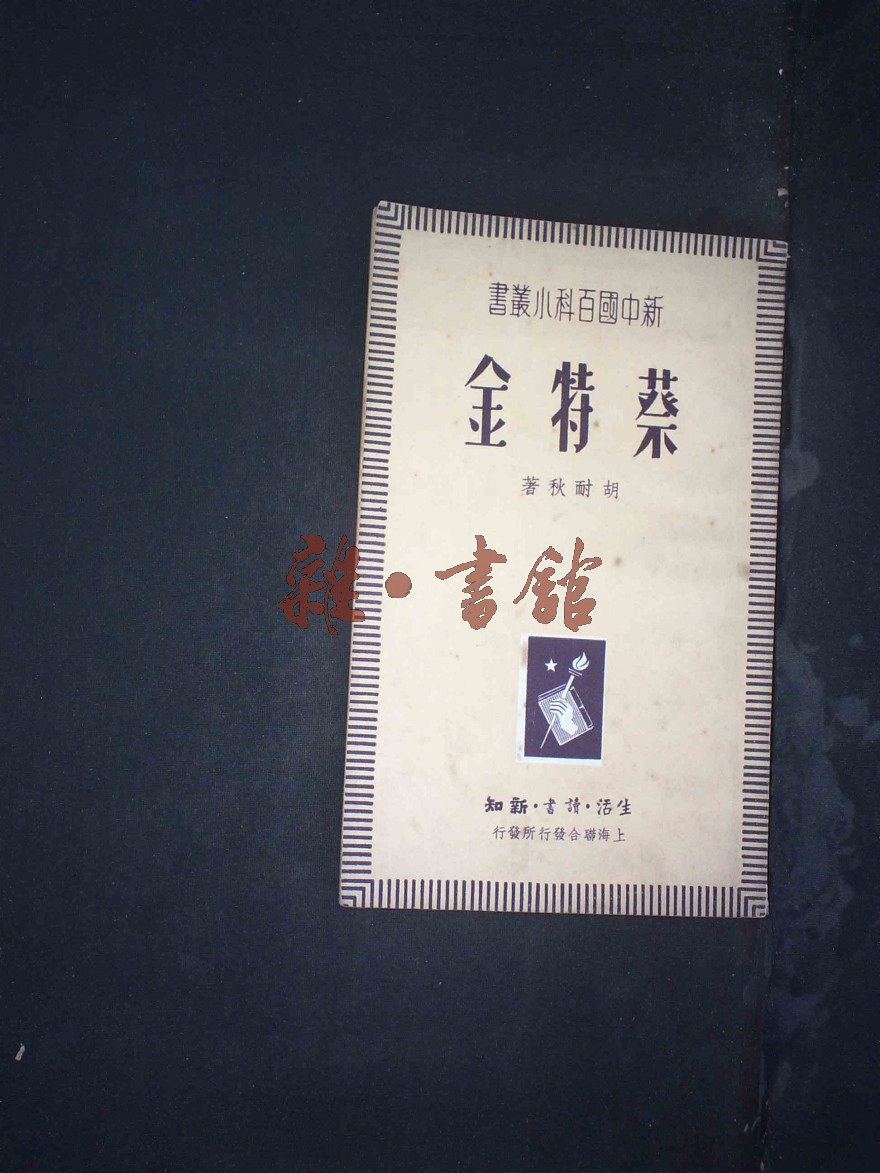 新中國百科小叢書
蔡特金
胡耐秋著
雜·書館
生活·讀書·新知
上海聯合發行所發行